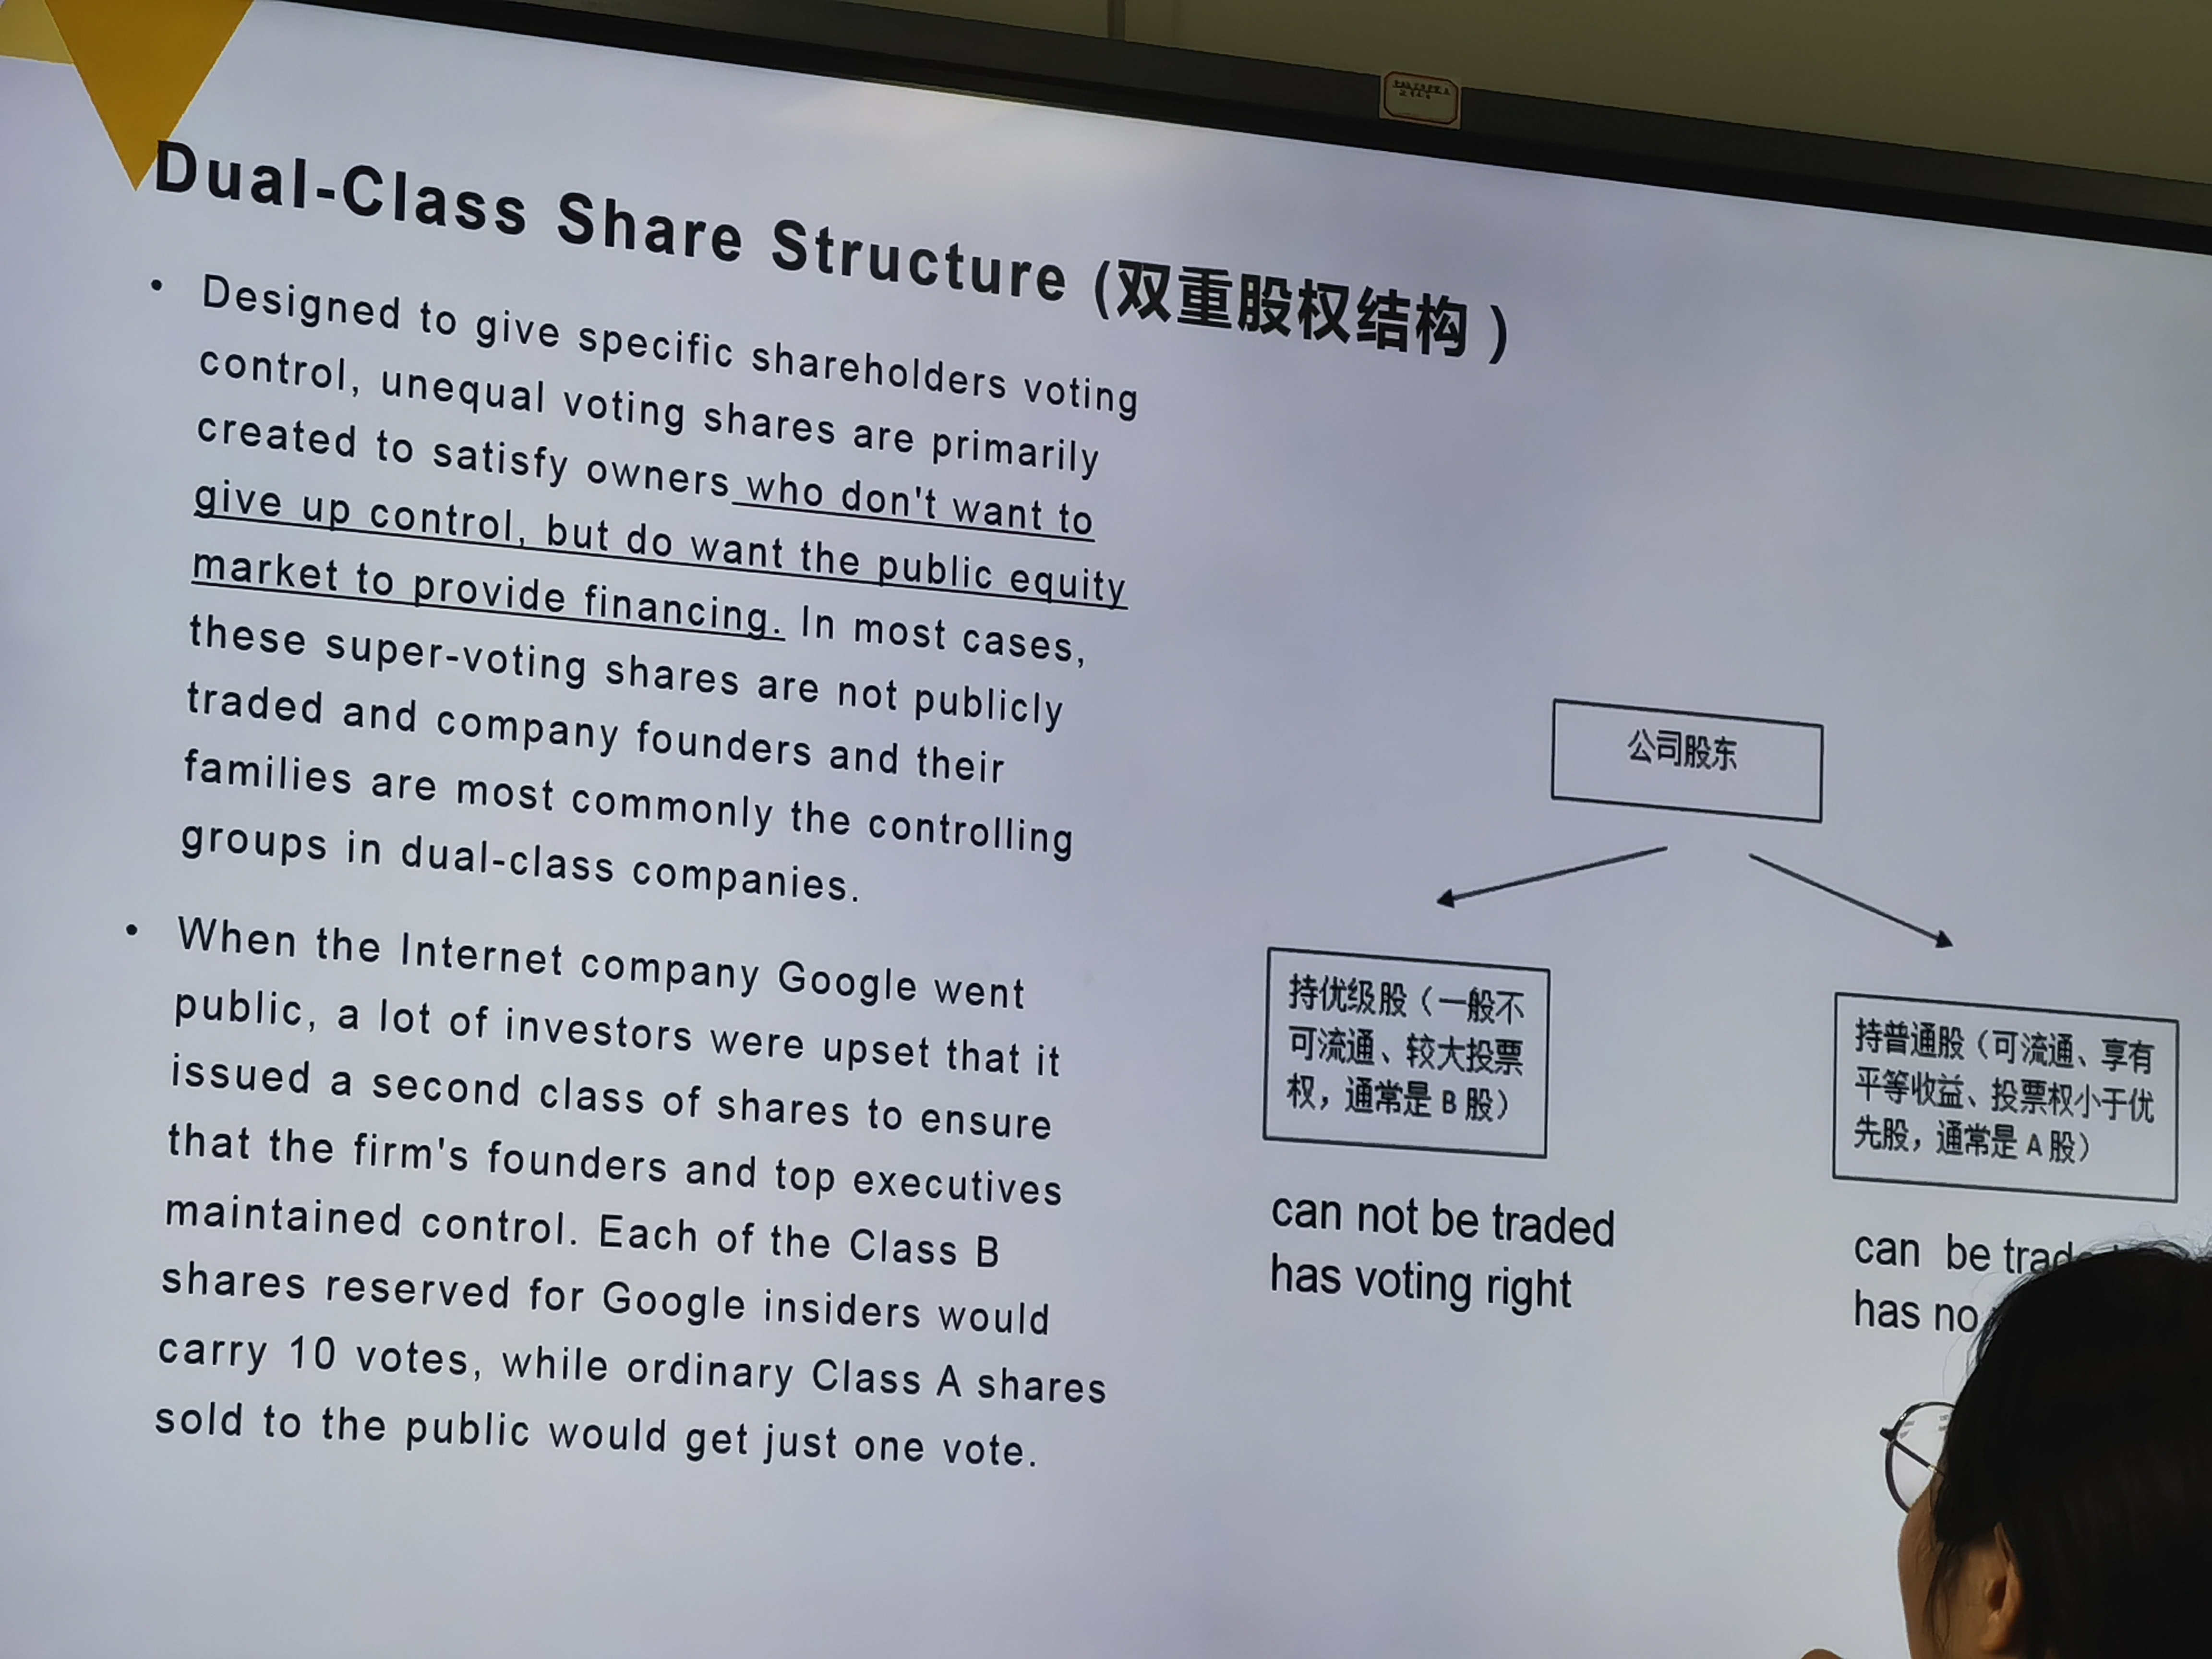 Dual-Class Share Structure (双重股权结构 )
• Designed to give specific shareholders voting
control, unequal voting shares are primarily
created to satisfy owners who don't want to
give up control, but do want the public equity
market to provide financing. In most cases,
these super-voting shares are not publicly
traded and company founders and their
families are most commonly the controlling
groups in dual-class companies.
• When the Internet company Google went
public, a lot of investors were upset that it
issued a second class of shares to ensure
that the firm's founders and top executives
maintained control. Each of the Class B
shares reserved for Google insiders would
carry 10 votes, while ordinary Class A shares
sold to the public would get just one vote.
公司股东
持优级股（一般不
可流通、较大投票
权，通常是 B 股）
can not be traded
has voting right
持普通股（可流通、享有
平等收益、投票权小于优
先股，通常是 A 股）
can be
has no